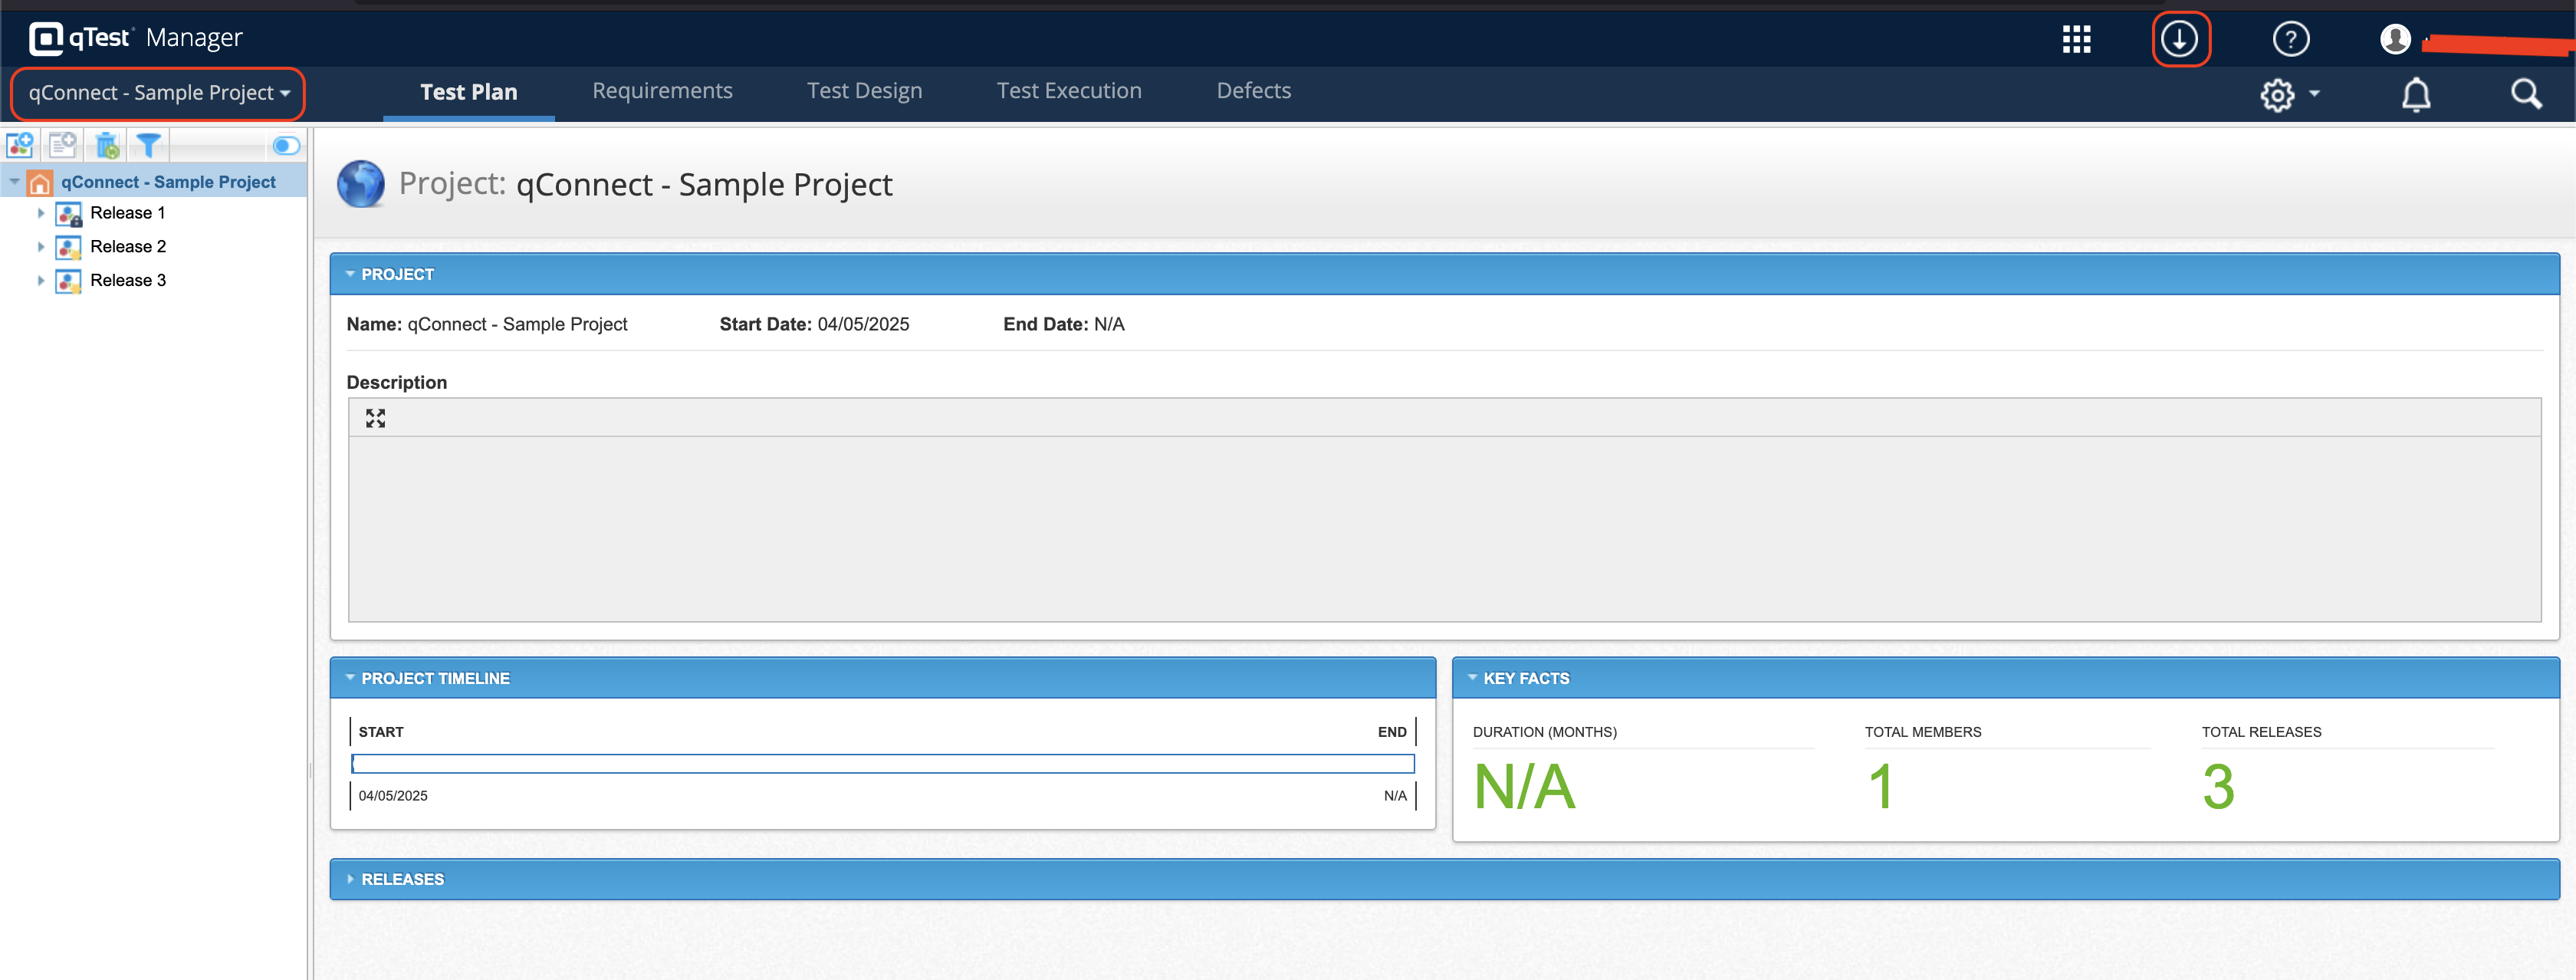 qTest Manager
qConnect - Sample Project
Test Plan Requirements Test Design Test Execution Defects
qConnect - Sample Project
Release 1
Release 2
Release 3
Project: qConnect - Sample Project
PROJECT
Name: qConnect - Sample Project Start Date: 04/05/2025 End Date: N/A
Description
PROJECT TIMELINE
START END
04/05/2025 N/A
KEY FACTS
DURATION (MONTHS) TOTAL MEMBERS TOTAL RELEASES
N/A 1 3
RELEASES